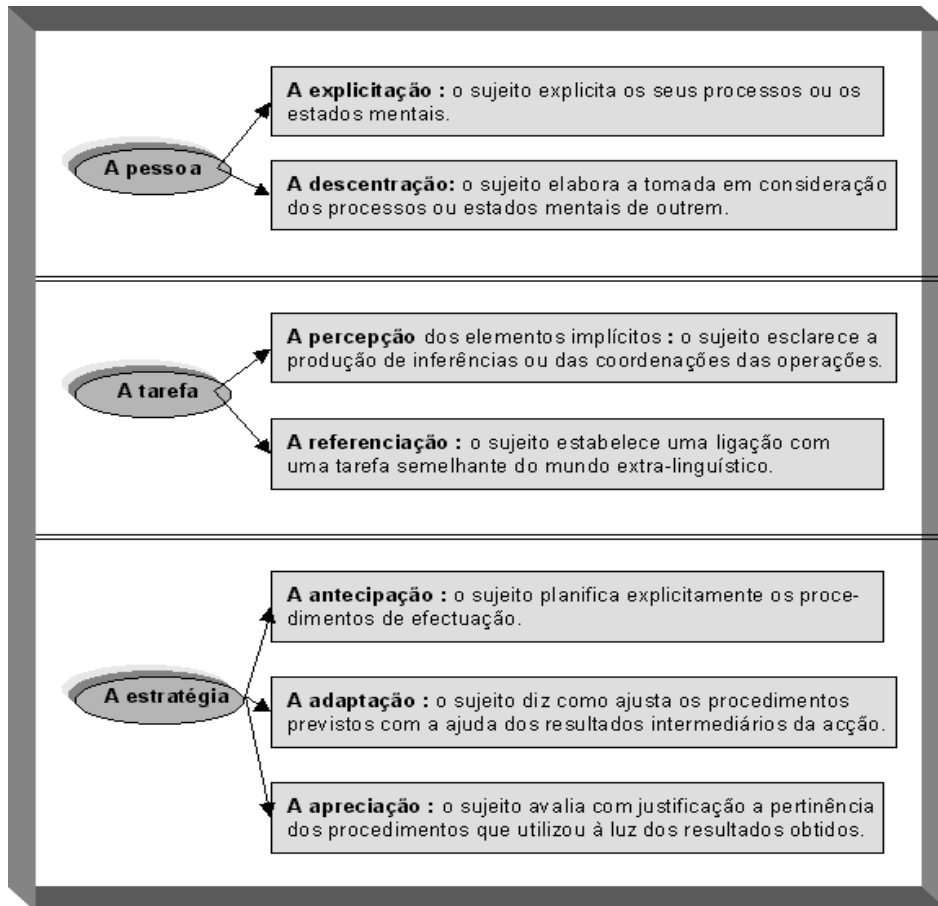 A pessoa
A explicitação : o sujeito explicita os seus processos ou os
estados mentais.
A descentração: o sujeito elabora a tomada em consideração
dos processos ou estados mentais de outrem.
A tarefa
A percepção dos elementos implícitos : o sujeito esclarece a
produção de inferências ou das coordenações das operações.
A referenciação : o sujeito estabelece uma ligação com
uma tarefa semelhante do mundo extra-linguístico.
A estratégia
A antecipação : o sujeito planifica explicitamente os proce-
dimentos de efectuação.
A adaptação : o sujeito diz como ajusta os procedimentos
previstos com a ajuda dos resultados intermediários da acção.
A apreciação : o sujeito avalia com justificação a pertinência
dos procedimentos que utilizou à luz dos resultados obtidos.